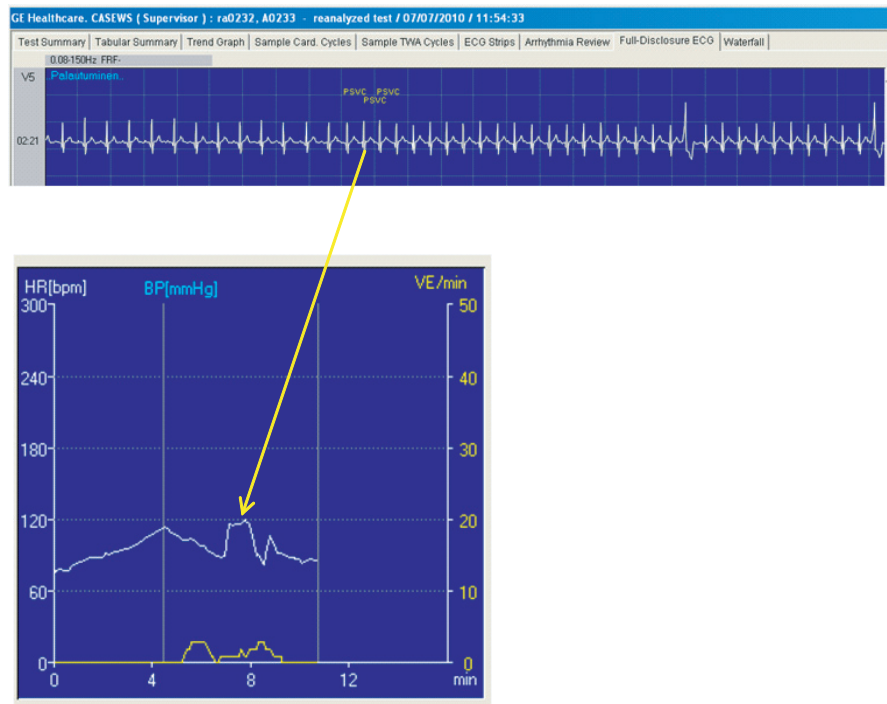 GE Healthcare. CASEWS ( Supervisor ) : ra0232, A0233 - reanalyzed test / 07/07/2010 / 11:54:33
Test Summary | Tabular Summary | Trend Graph | Sample Card. Cycles | Sample TWA Cycles | ECG Strips | Arrhythmia Review | Full-Disclosure ECG | Waterfall |
0.08-150Hz FRF-
V5 ..Palautuminen..
PSVC PSVC
PSVC
02:21
HR[bpm] BP[mmHg] VE/min
300 50
240 40
180 30
120 20
60 10
0 0
0 4 8 12 min